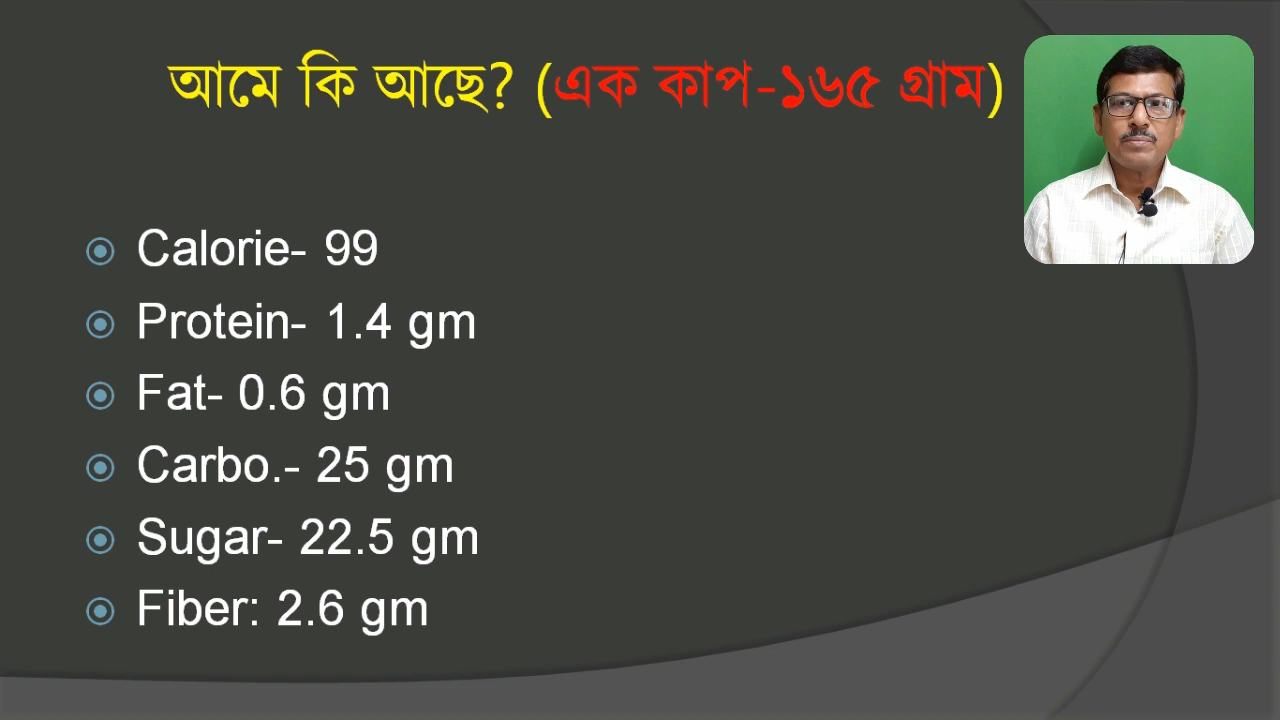 আমে কি আছে? (এক কাপ-১৬৫ গ্রাম)
Calorie- 99
Protein- 1.4 gm
Fat- 0.6 gm
Carbo.- 25 gm
Sugar- 22.5 gm
Fiber: 2.6 gm